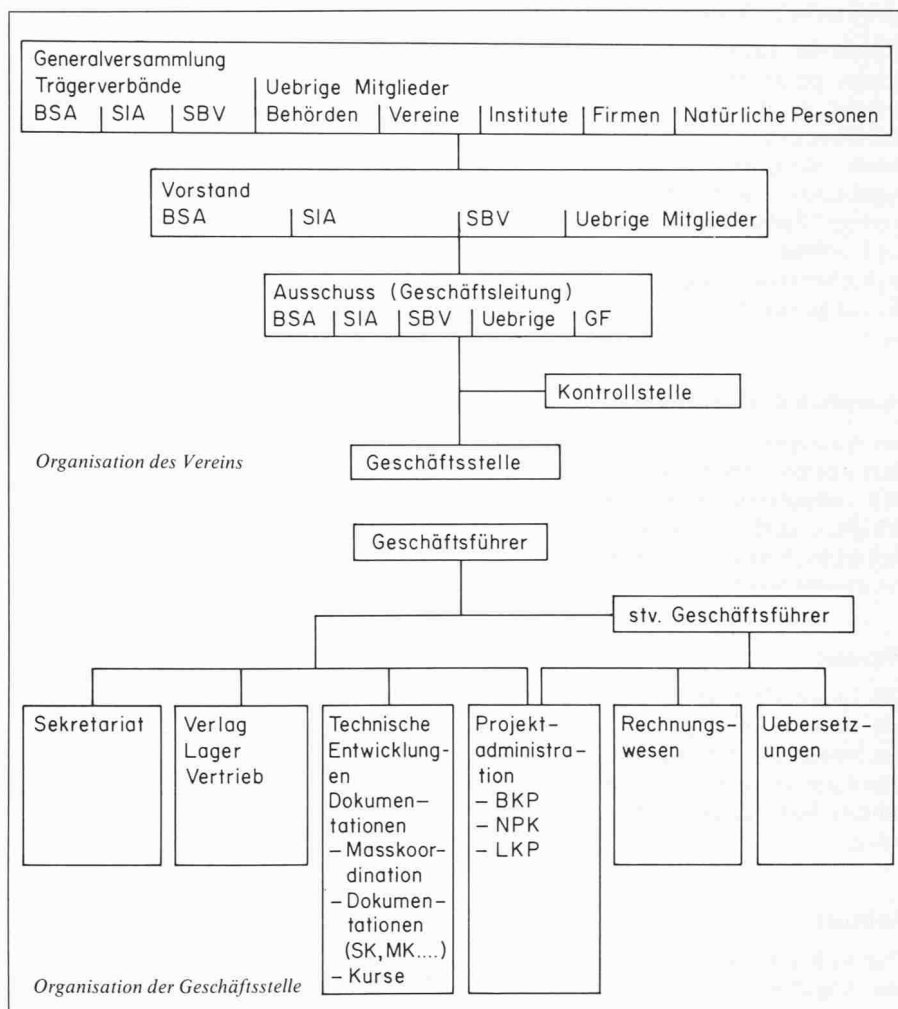 Generalversammlung
Trägerverbände Uebrige Mitglieder
BSA SIA SBV Behörden Vereine Institute Firmen Natürliche Personen
Vorstand
BSA SIA SBV Uebrige Mitglieder
Ausschuss (Geschäftsleitung)
BSA SIA SBV Uebrige GF
Kontrollstelle
Organisation des Vereins
Geschäftsstelle
Geschäftsführer
stv. Geschäftsführer
Sekretariat
Verlag
Lager
Vertrieb
Technische
Entwicklung-
en
Dokumen-
tationen
- Masskoor-
dination
- Dokumen-
tationen
(SK, MK....)
- Kurse
Projekt-
administra-
tion
- BKP
- NPK
- LKP
Rechnungs-
wesen
Uebersetz-
ungen
Organisation der Geschäftsstelle